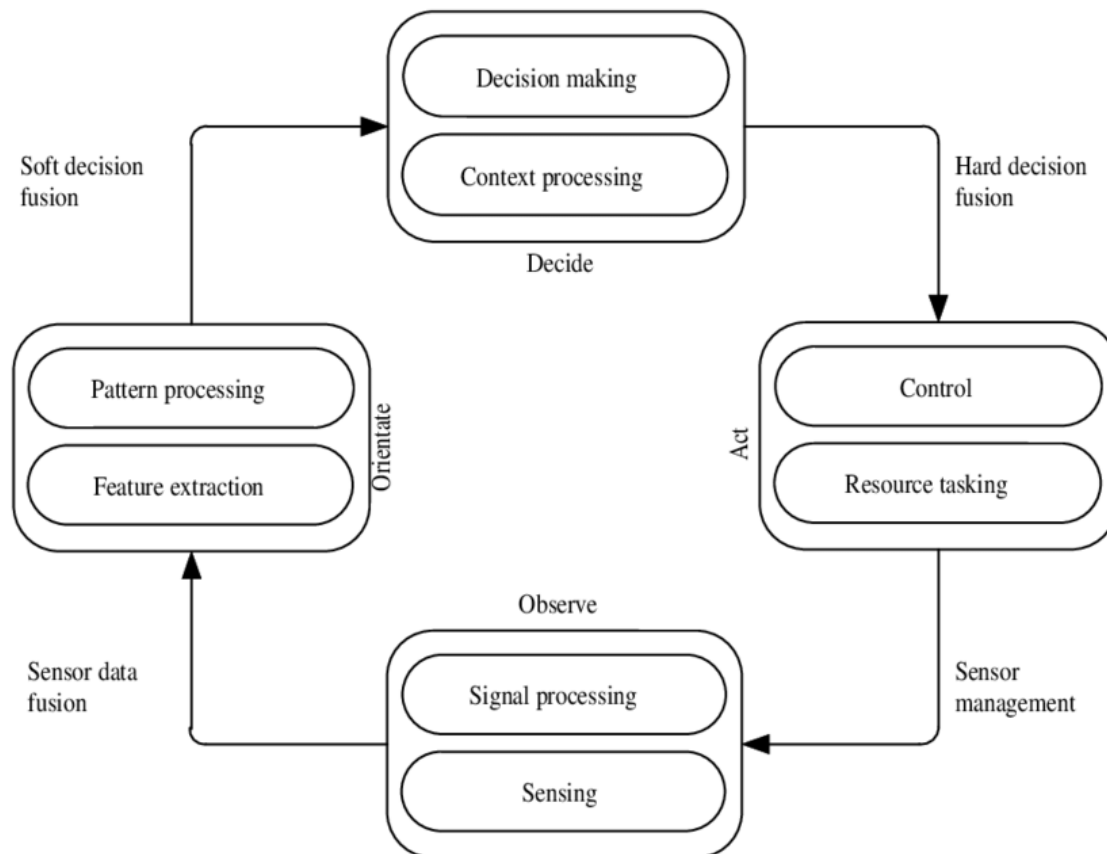 Decision making
Context processing
Decide
Soft decision
fusion
Hard decision
fusion
Pattern processing
Feature extraction
Orientate
Control
Resource tasking
Act
Observe
Signal processing
Sensing
Sensor data
fusion
Sensor
management